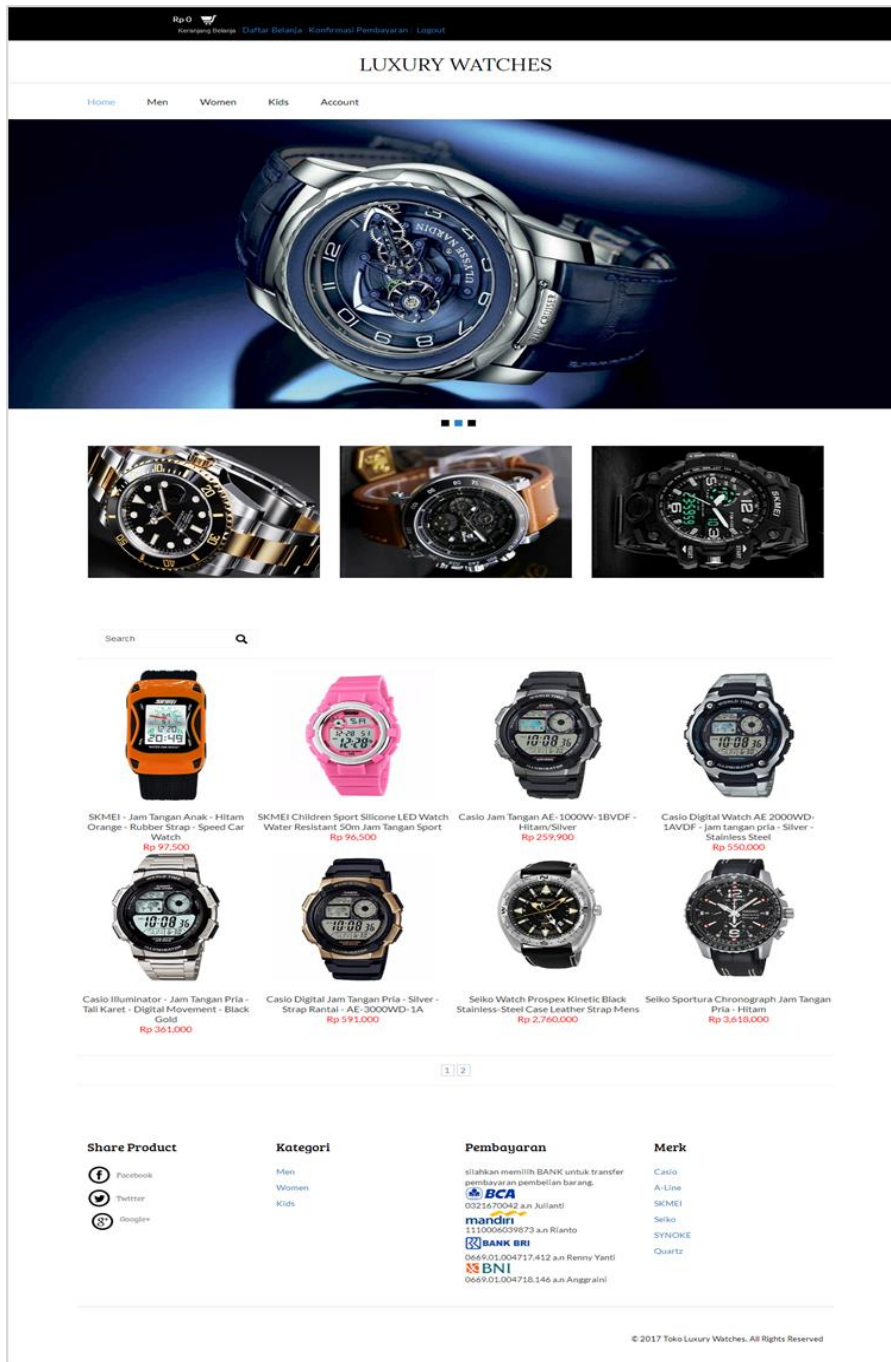 Rp 0
Keranjang Belanja | Daftar Belanja | Konfirmasi Pembayaran | Logout
LUXURY WATCHES
Home Men Women Kids Account
ULYSSE NARDIN
BLUE CRUISER
SKMEI
Search
SKMEI - Jam Tangan Anak - Hitam
Orange - Rubber Strap - Speed Car
Watch
Rp 97,500
SKMEI Children Sport Silicone LED Watch
Water Resistant 50m Jam Tangan Sport
Rp 96,500
Casio Jam Tangan AE-1000W-1BVDF -
Hitam/Silver
Rp 259,900
Casio Digital Watch AE 2000WD-
1AVDF - jam tangan pria - Silver -
Stainless Steel
Rp 550,000
Casio Illuminator - Jam Tangan Pria -
Tali Karet - Digital Movement - Black
Gold
Rp 361,000
Casio Digital Jam Tangan Pria - Silver -
Strap Rantai - AE-3000WD-1A
Rp 591,000
Seiko Watch Prospex Kinetic Black
Stainless-Steel Case Leather Strap Mens
Rp 2,760,000
Seiko Sportura Chronograph Jam Tangan
Pria - Hitam
Rp 3,618,000
1 2
Share Product
Facebook
Twitter
Google+
Kategori
Men
Women
Kids
Pembayaran
silahkan memilih BANK untuk transfer
pembayaran pembelian barang.
BCA
0321670042 a.n Julianti
mandiri
1110006039873 a.n Rianto
BANK BRI
0669.01.004717.412 a.n Renny Yanti
BNI
0669.01.004718.146 a.n Anggraini
Merk
Casio
A-Line
SKMEI
Seiko
SYNOKE
Quartz
© 2017 Toko Luxury Watches. All Rights Reserved